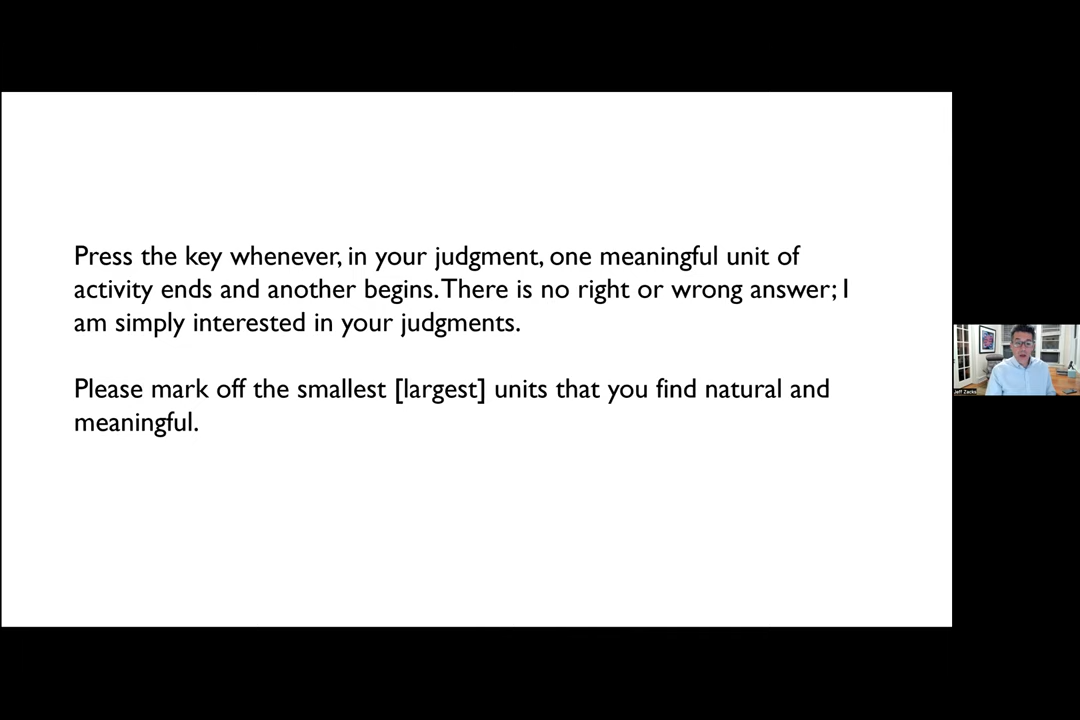 Press the key whenever, in your judgment, one meaningful unit of
activity ends and another begins. There is no right or wrong answer; I
am simply interested in your judgments.
Please mark off the smallest [largest] units that you find natural and
meaningful.
Jeff Zacks